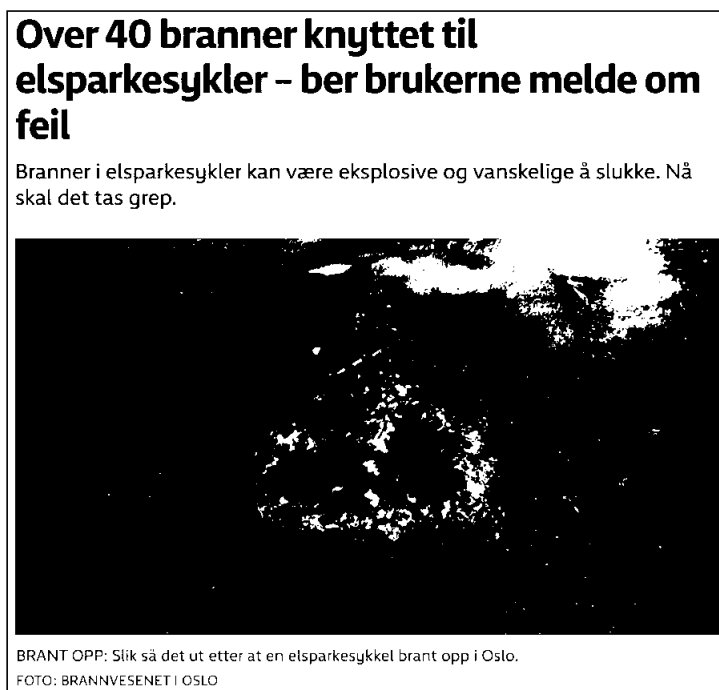 Over 40 branner knyttet til
elsparkesykler – ber brukerne melde om
feil
Branner i elsparkesykler kan være eksplosive og vanskelige å slukke. Nå
skal det tas grep.
BRANT OPP: Slik så det ut etter at en elsparkesykkel brant opp i Oslo.
FOTO: BRANNVESENET I OSLO